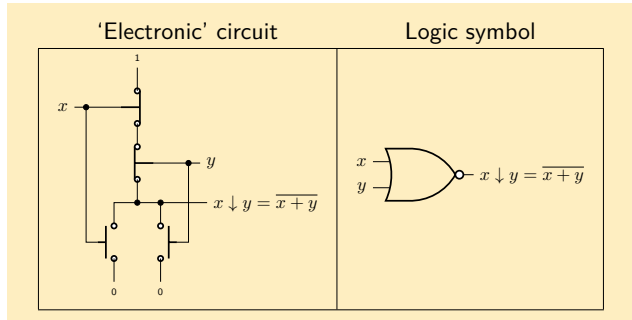 ‘Electronic’ circuit
Logic symbol
1
x
y
x ↓ y = \overline{x + y}
0
0
x
y
x ↓ y = \overline{x + y}